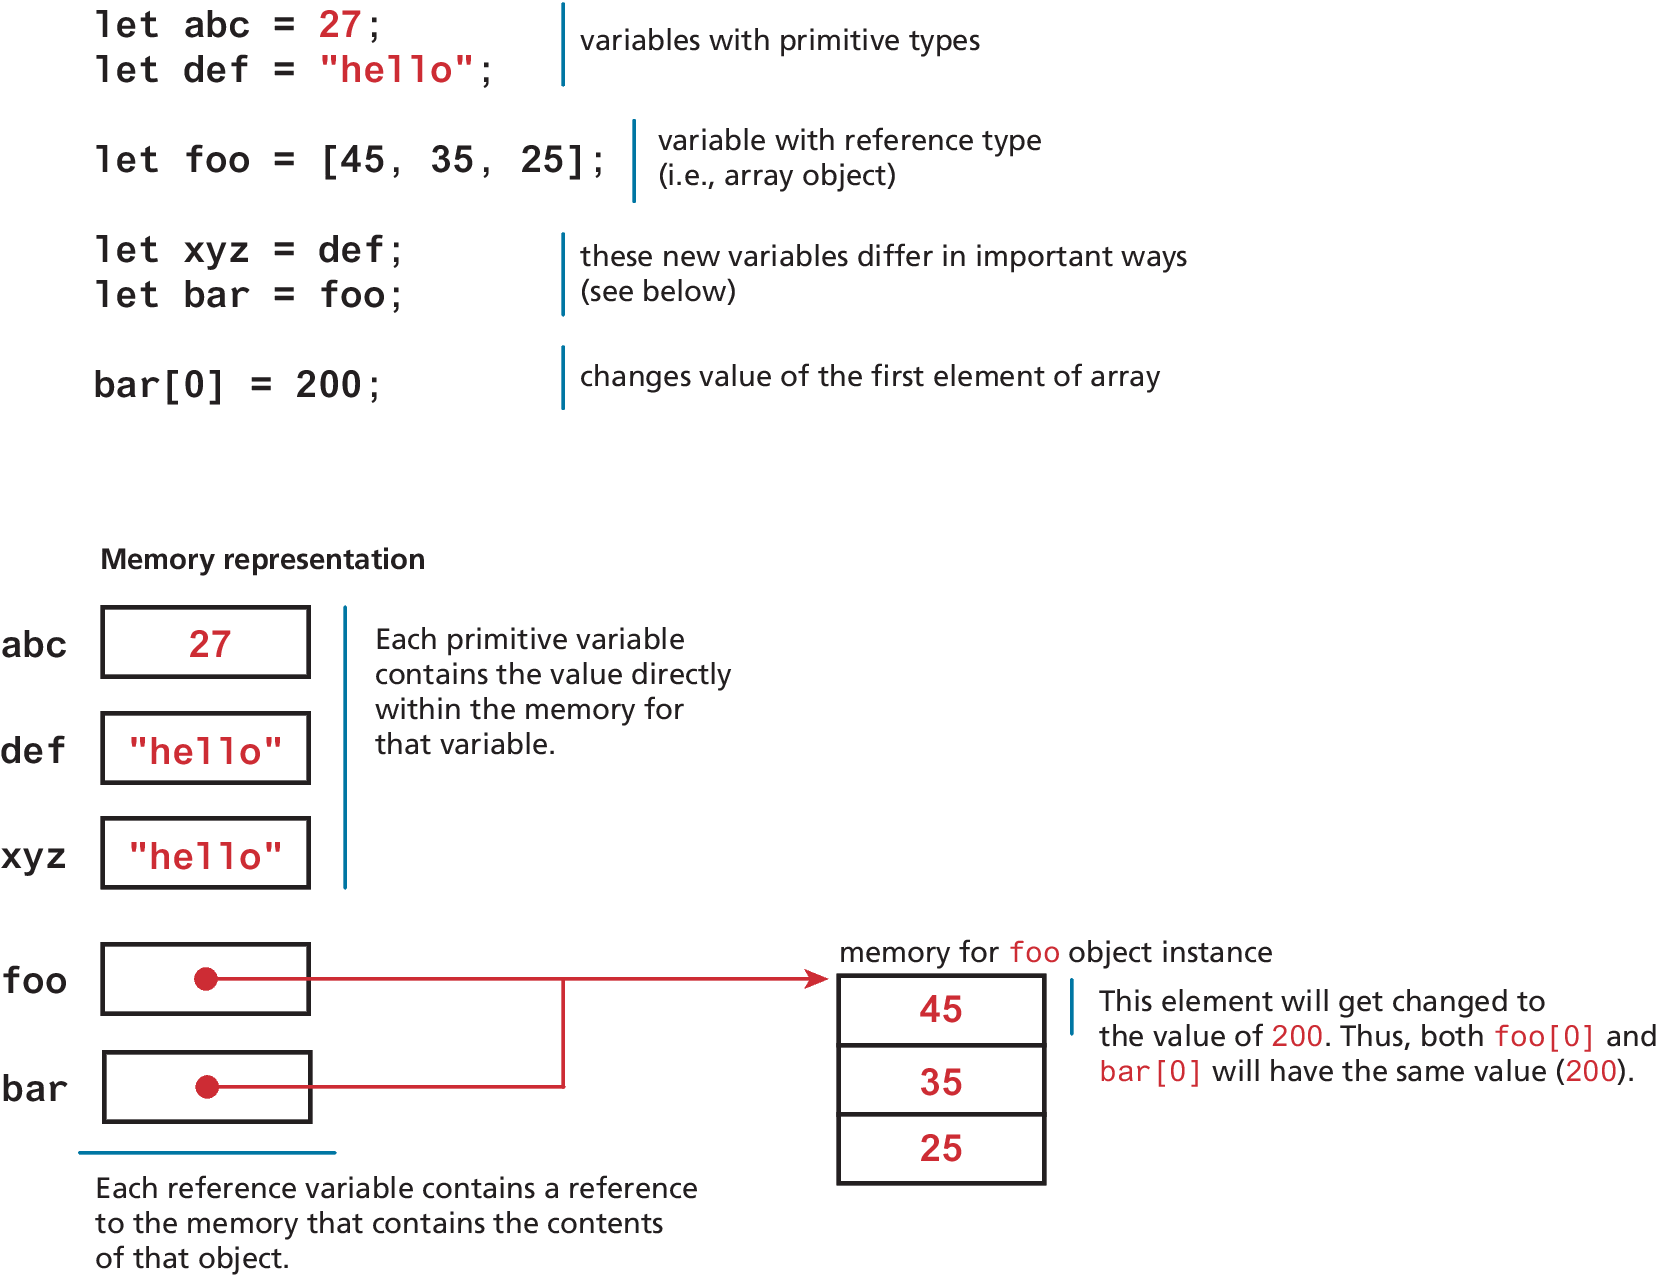 let abc = 27;
let def = "hello";
variables with primitive types
let foo = [45, 35, 25];
variable with reference type
(i.e., array object)
let xyz = def;
let bar = foo;
these new variables differ in important ways
(see below)
bar[0] = 200;
changes value of the first element of array
Memory representation
abc
27
def
"hello"
xyz
"hello"
Each primitive variable
contains the value directly
within the memory for
that variable.
foo
bar
memory for foo object instance
45
35
25
This element will get changed to
the value of 200. Thus, both foo[0] and
bar[0] will have the same value (200).
Each reference variable contains a reference
to the memory that contains the contents
of that object.